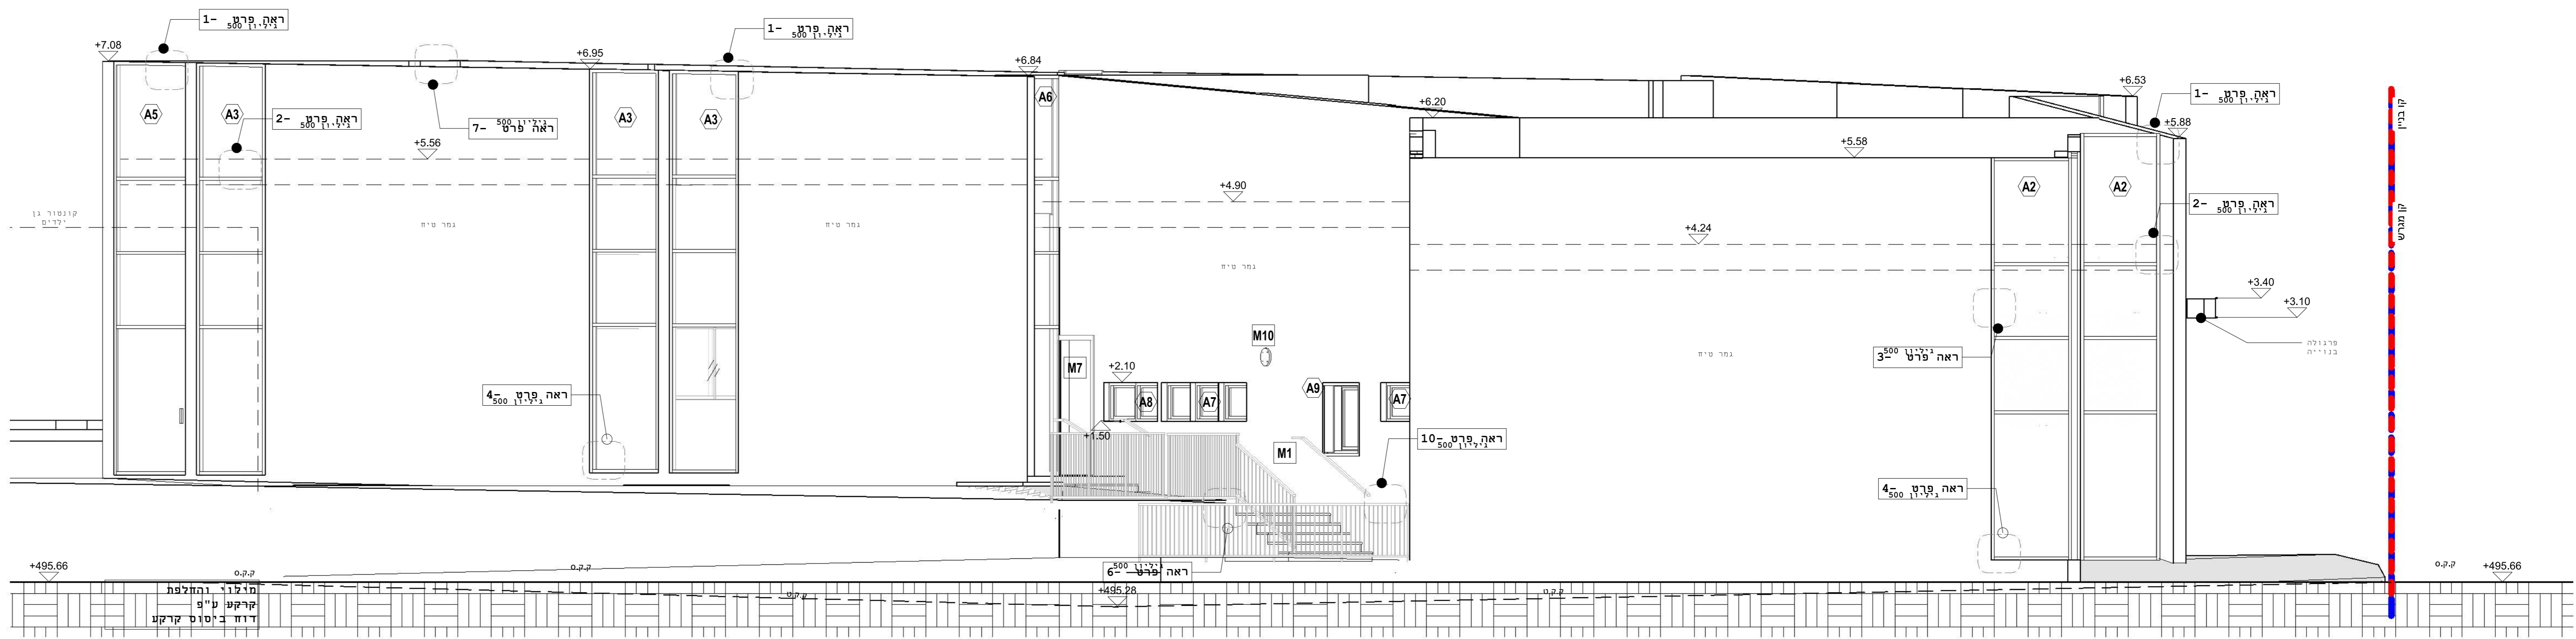 ראה פרט -1
גיליון 500
+7.08
ראה פרט -7
גיליון 500
ראה פרט -2
גיליון 500
+6.95
ראה פרט -1
גיליון 500
+6.84
+6.20
+6.53
ראה פרט -1
גיליון 500
+5.88
קו בניין
קו מגרש
A5
A3
A3
A3
A6
+5.56
+4.90
+5.58
+4.24
A2
A2
ראה פרט -2
גיליון 500
קונטור גן
ילדים
גמר טיח
גמר טיח
גמר טיח
גמר טיח
+3.40
+3.10
פרגולה
בנוייה
M10
M7
+2.10
A8
A7
A9
A7
+1.50
M1
ראה פרט -3
גיליון 500
ראה פרט -4
גיליון 500
ראה פרט -10
גיליון 500
ראה פרט -4
גיליון 500
ראה פרט -6
גיליון 500
+495.66
ק.ק.ס
ק.ק.ס
ק.ק.ס
+495.66
+495.28
ק.ק.ט
ק.ק.ט
מילוי והחלפת
קרקע ע"פ
דוח ביסוס קרקע